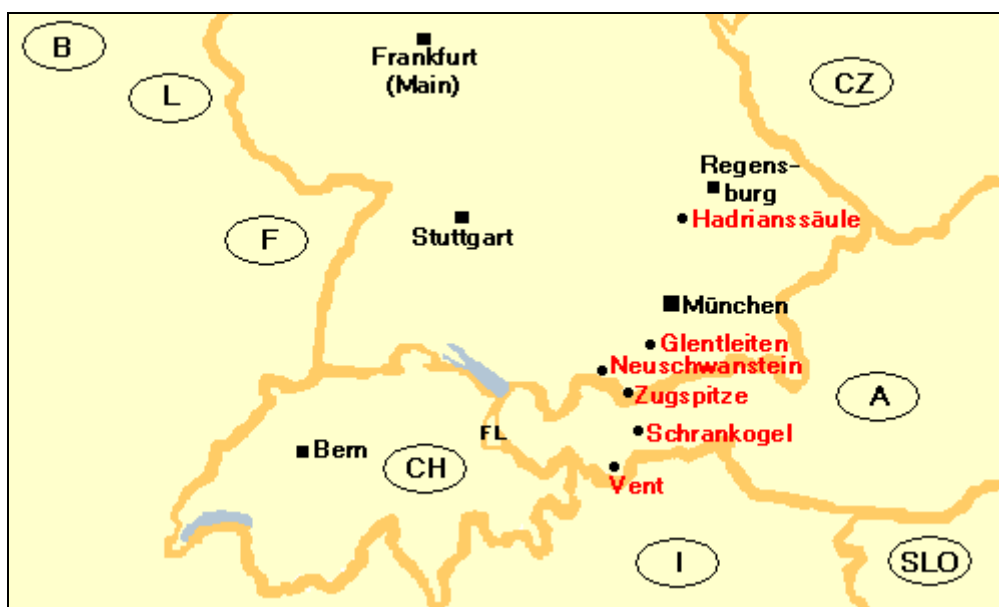 B
Frankfurt
(Main)
L
CZ
Regens-
burg
Hadrianssäule
F
Stuttgart
München
Glentleiten
Neuschwanstein
Zugspitze
A
FL
Schrankogel
Bern
CH
Vent
I
SLO